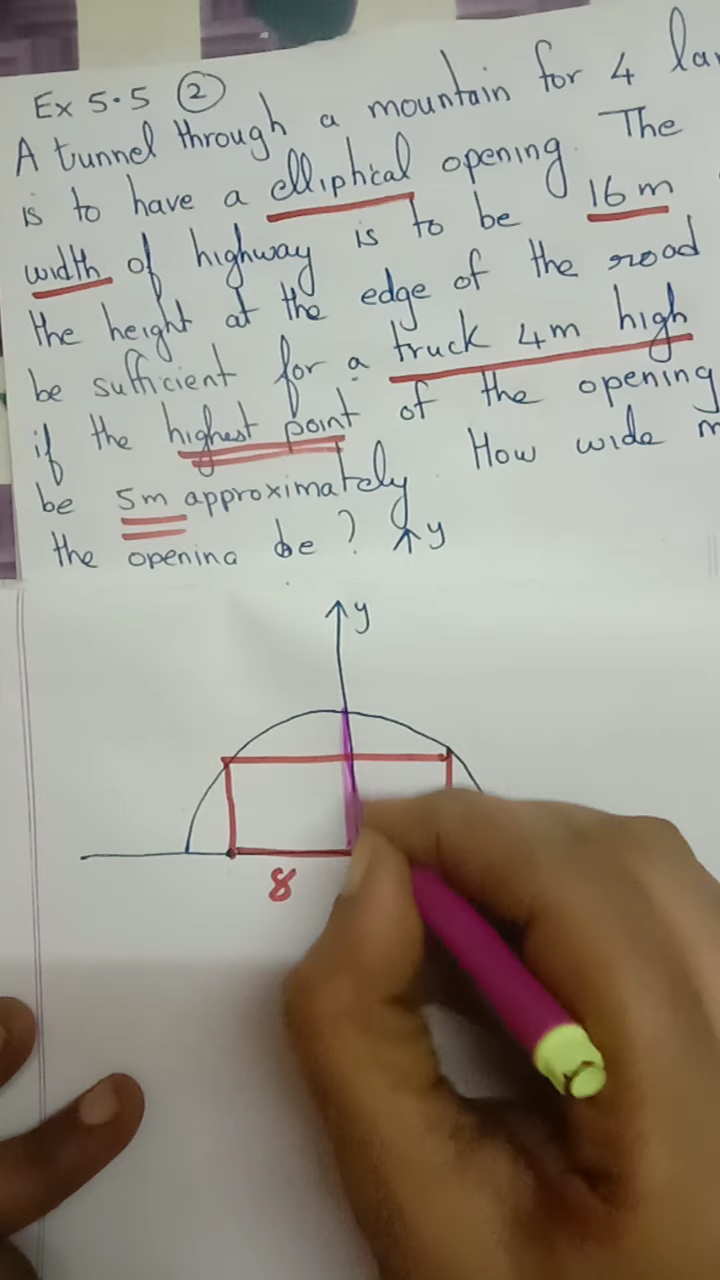 Ex 5.5 ②
A tunnel through a mountain for 4
is to have a elliptical opening. The
width of highway is to be 16m
the height at the edge of the road
be sufficient for a truck 4m high
if the highest point of the opening
be 5m approximately. How wide
the opening be? y
y
8